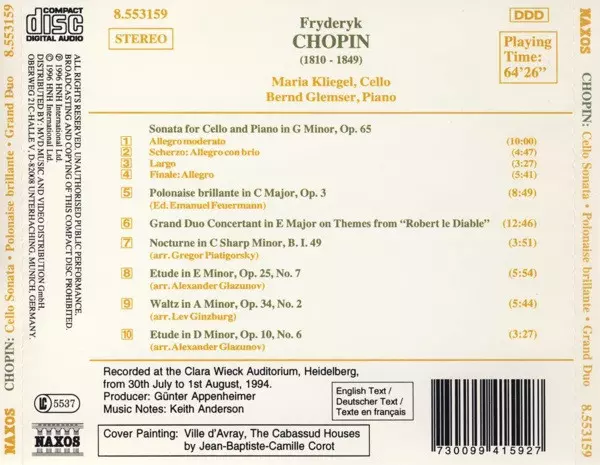 8.553159
COMPACT
disc
DIGITAL AUDIO
STEREO
Fryderyk
CHOPIN
(1810 - 1849)
Maria Kliegel, Cello
Bernd Glemser, Piano
DDD
Playing
Time:
64'26"
Sonata for Cello and Piano in G Minor, Op. 65
1 Allegro moderato (10:00)
2 Scherzo: Allegro con brio (4:47)
3 Largo (3:27)
4 Finale: Allegro (5:41)
5 Polonaise brillante in C Major, Op. 3 (8:49)
(Ed. Emanuel Feuermann)
6 Grand Duo Concertant in E Major on Themes from "Robert le Diable" (12:46)
7 Nocturne in C Sharp Minor, B. I. 49 (3:51)
(arr. Gregor Piatigorsky)
8 Etude in E Minor, Op. 25, No. 7 (5:54)
(arr. Alexander Glazunov)
9 Waltz in A Minor, Op. 34, No. 2 (5:44)
(arr. Lev Ginzburg)
10 Etude in D Minor, Op. 10, No. 6 (3:27)
(arr. Alexander Glazunov)
Recorded at the Clara Wieck Auditorium, Heidelberg,
from 30th July to 1st August, 1994.
Producer: Günter Appenheimer
Music Notes: Keith Anderson
English Text /
Deutscher Text /
Texte en français
Cover Painting: Ville d'Avray, The Cabassud Houses
by Jean-Baptiste-Camille Corot
7 30099 41592 7
LC 5537
NAXOS
℗ 1996 HNH International Ltd.
© 1996 HNH International Ltd.
ALL RIGHTS RESERVED. UNAUTHORISED PUBLIC PERFORMANCE,
BROADCASTING AND COPYING OF THIS COMPACT DISC PROHIBITED.
DISTRIBUTED BY: MVD MUSIC AND VIDEO DISTRIBUTION GmbH,
OBERWEG 21C-HALLE V, D-82008 UNTERHACHING, MUNICH, GERMANY.
NAXOS CHOPIN: Cello Sonata • Polonaise brillante • Grand Duo 8.553159
NAXOS CHOPIN: Cello Sonata • Polonaise brillante • Grand Duo 8.553159